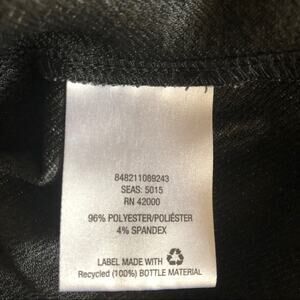 848211089243
SEAS: 5015
RN 42000
96% POLYESTER/POLIÉSTER
4% SPANDEX
LABEL MADE WITH
Recycled (100%) BOTTLE MATERIAL